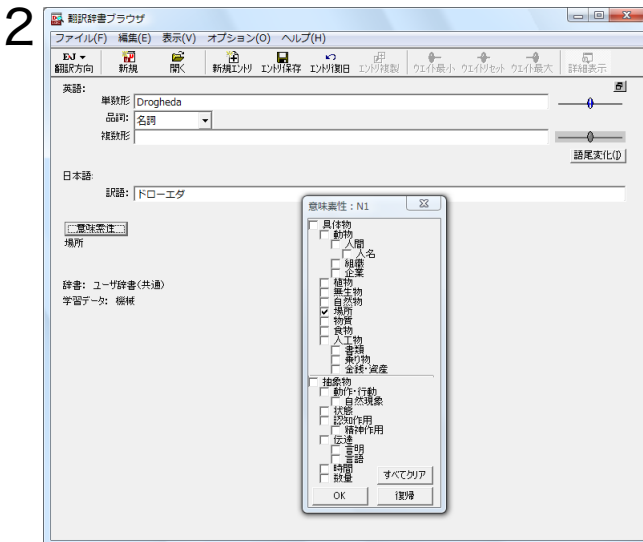 2
翻訳辞書ブラウザ
ファイル(F) 編集(E) 表示(V) オプション(O) ヘルプ(H)
EJ
翻訳方向 新規 開く 新規エントリ エントリ保存 エントリ復旧 エントリ複製 ウエイト最小 ウエイトリセット ウエイト最大 詳細表示
英語:
単数形 Drogheda
品詞: 名詞
複数形
語尾変化(I)
日本語:
訳語: ドローエダ
意味素性
場所
辞書: ユーザ辞書(共通)
学習データ: 機械
意味素性:N1
具体物
動物
人間
人名
組織
企業
植物
無生物
自然物
場所
物質
食物
人工物
書類
乗り物
金銭・資産
抽象物
動作・行動
自然現象
状態
認知作用
精神作用
伝達
言明
言語
時間
数量 すべてクリア
OK 復帰